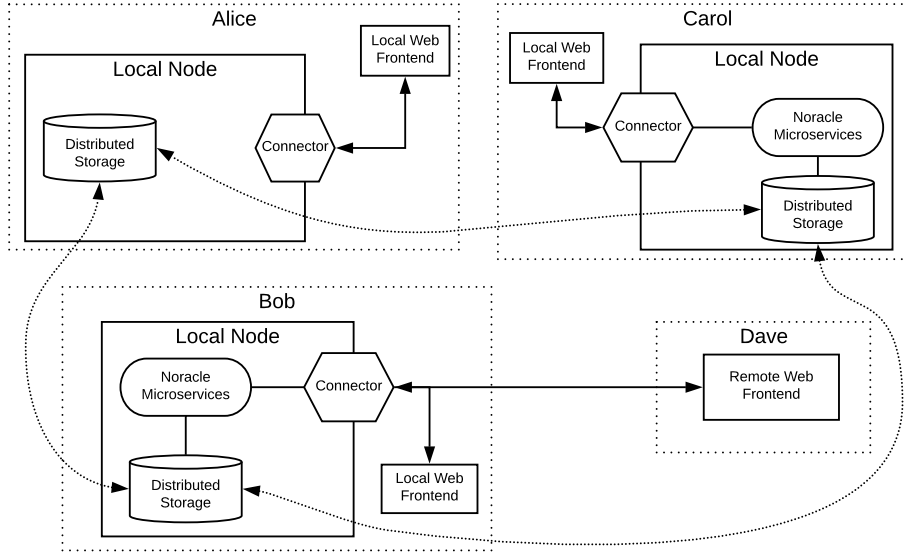 Alice
Local Node
Local Web
Frontend
Connector
Distributed
Storage
Carol
Local Web
Frontend
Local Node
Connector
Noracle
Microservices
Distributed
Storage
Bob
Local Node
Noracle
Microservices
Connector
Distributed
Storage
Local Web
Frontend
Dave
Remote Web
Frontend